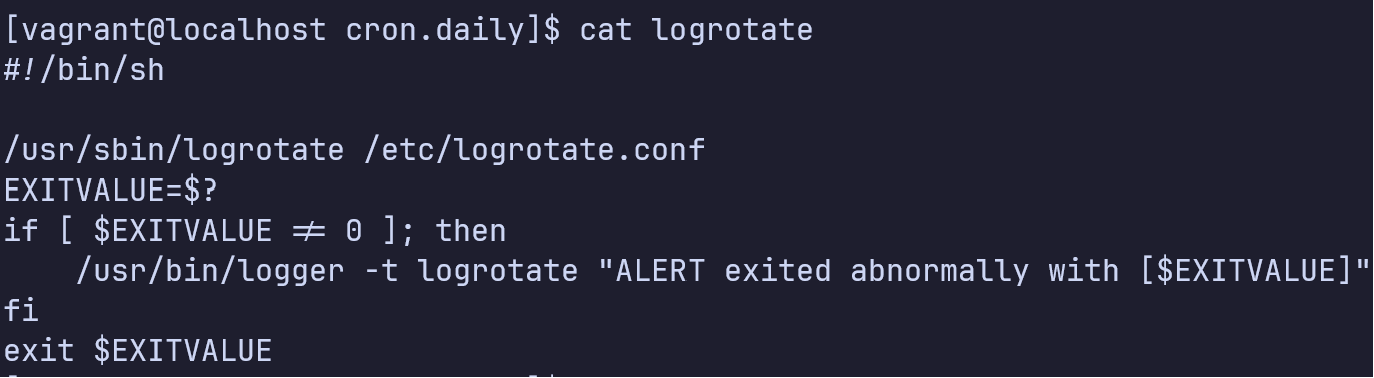 [vagrant@localhost cron.daily]$ cat logrotate
#!/bin/sh

/usr/sbin/logrotate /etc/logrotate.conf
EXITVALUE=$?
if [ $EXITVALUE != 0 ]; then
    /usr/bin/logger -t logrotate "ALERT exited abnormally with [$EXITVALUE]"
fi
exit $EXITVALUE